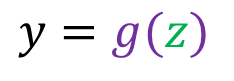 y = g(z)